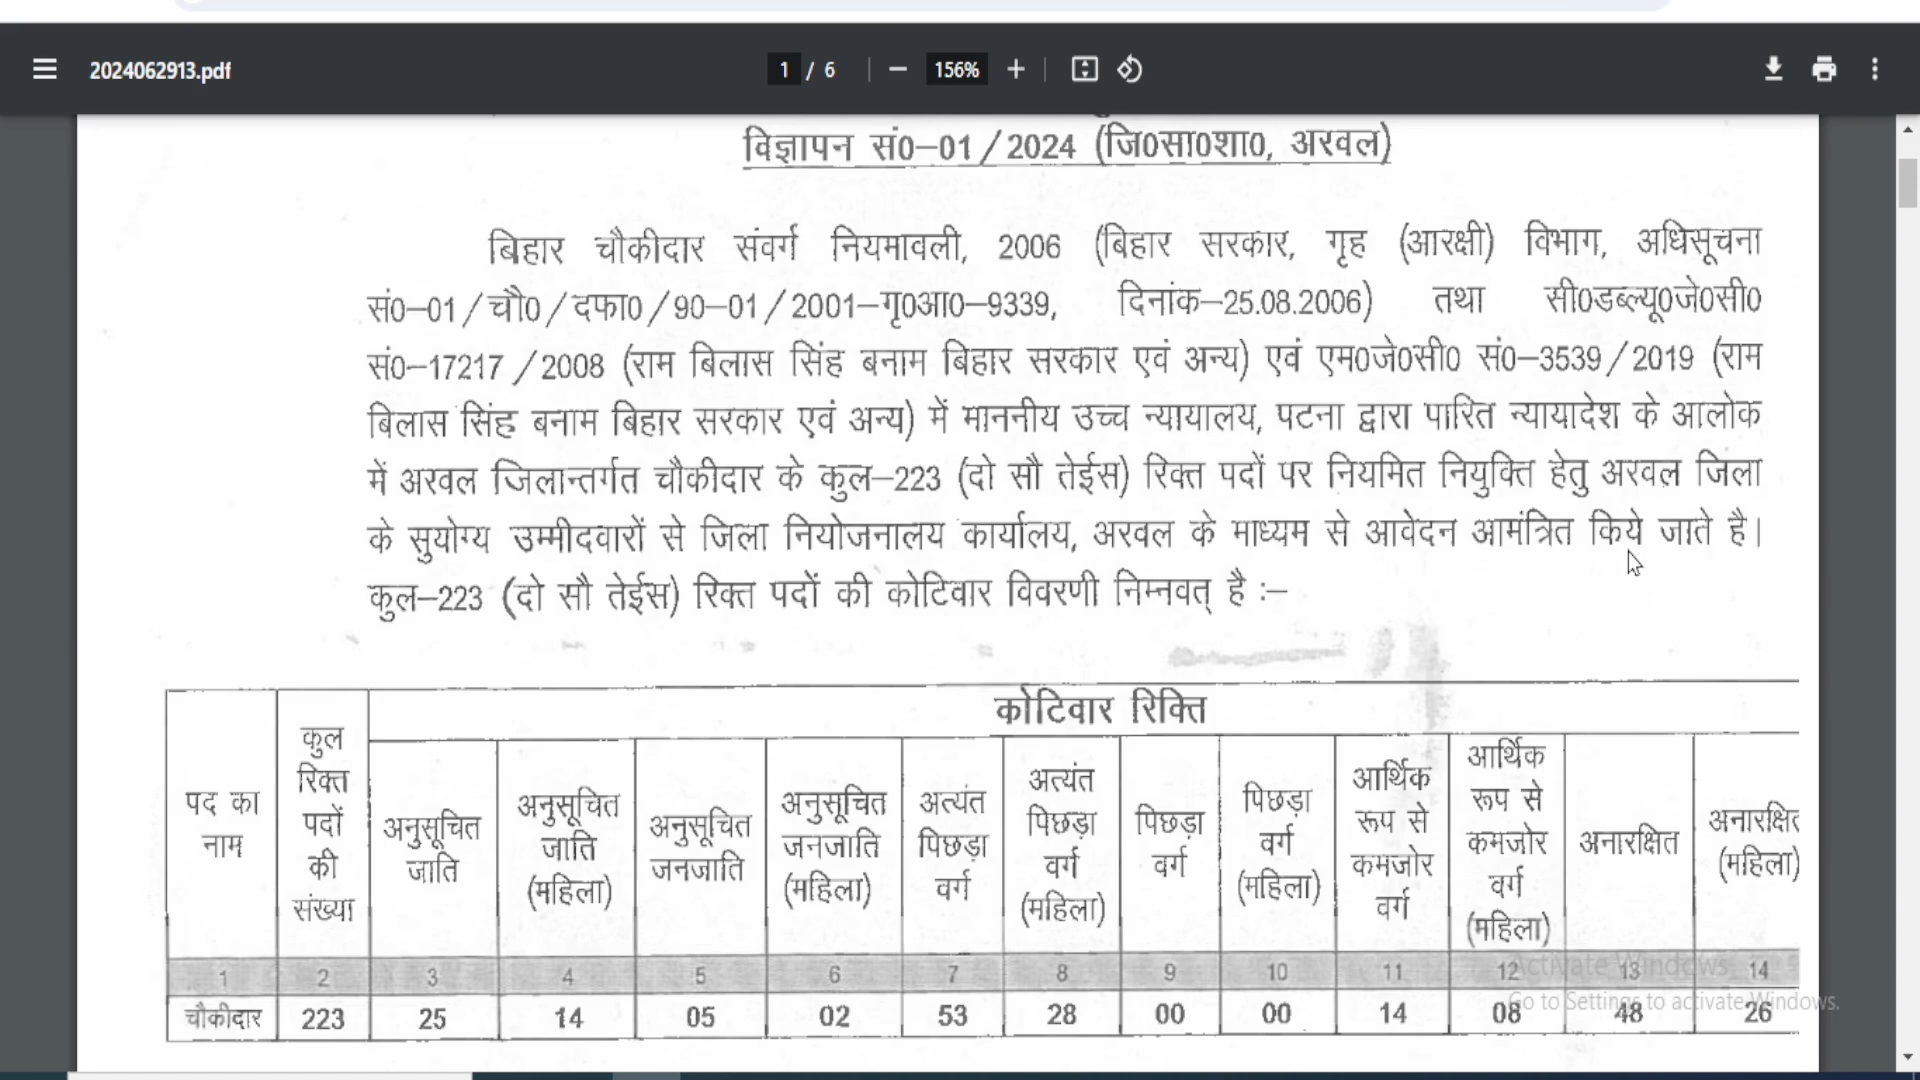 2024062913.pdf
1 / 6
156%
विज्ञापन सं0–01/2024 (जि0सा0शा0, अरवल)
बिहार चौकीदार संवर्ग नियमावली, 2006 (बिहार सरकार, गृह (आरक्षी) विभाग, अधिसूचना
सं0–01/चौ0/दफा0/90–01/2001–गृ0आ0–9339, दिनांक–25.08.2006) तथा सी0डब्ल्यू0जे0सी0
सं0–17217/2008 (राम बिलास सिंह बनाम बिहार सरकार एवं अन्य) एवं एम0जे0सी0 सं0–3539/2019 (राम
बिलास सिंह बनाम बिहार सरकार एवं अन्य) में माननीय उच्च न्यायालय, पटना द्वारा पारित न्यायादेश के आलोक
में अरवल जिलान्तर्गत चौकीदार के कुल–223 (दो सौ तेईस) रिक्त पदों पर नियमित नियुक्ति हेतु अरवल जिला
के सुयोग्य उम्मीदवारों से जिला नियोजनालय कार्यालय, अरवल के माध्यम से आवेदन आमंत्रित किये जाते है।
कुल–223 (दो सौ तेईस) रिक्त पदों की कोटिवार विवरणी निम्नवत् है :–
कोटिवार रिक्ति
पद का नाम
कुल रिक्त पदों की संख्या
अनुसूचित जाति
अनुसूचित जाति (महिला)
अनुसूचित जनजाति
अनुसूचित जनजाति (महिला)
अत्यंत पिछड़ा वर्ग
अत्यंत पिछड़ा वर्ग (महिला)
पिछड़ा वर्ग
पिछड़ा वर्ग (महिला)
आर्थिक रूप से कमजोर वर्ग
आर्थिक रूप से कमजोर वर्ग (महिला)
अनारक्षित
अनारक्षित (महिला)
1 2 3 4 5 6 7 8 9 10 11 12 13 14
चौकीदार 223 25 14 05 02 53 28 00 00 14 08 48 26
Activate Windows
Go to Settings to activate Windows.